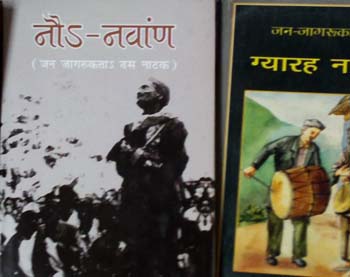 नौऽ-नवांण
( जन जागरुकताऽ दस नाटक )
जन-जागरुक
ग्यारह ना